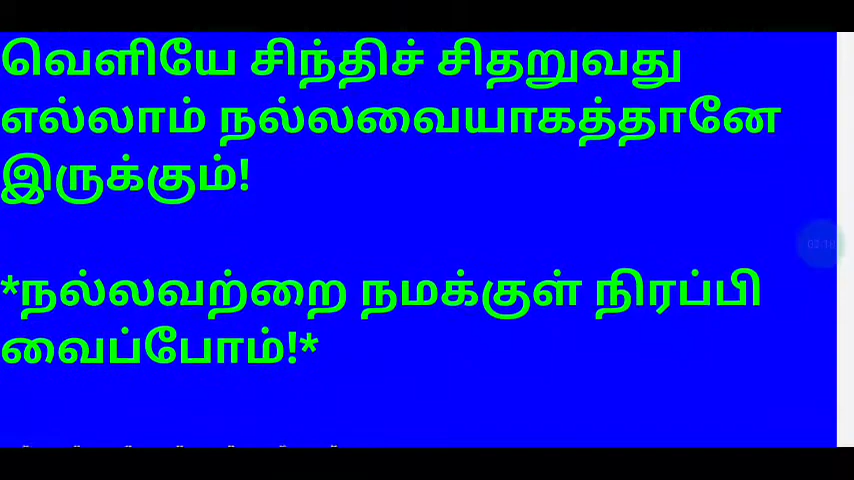 வெளியே சிந்திச் சிதறுவது
எல்லாம் நல்லவையாகத்தானே
இருக்கும்!
*நல்லவற்றை நமக்குள் நிரப்பி
வைப்போம்!*